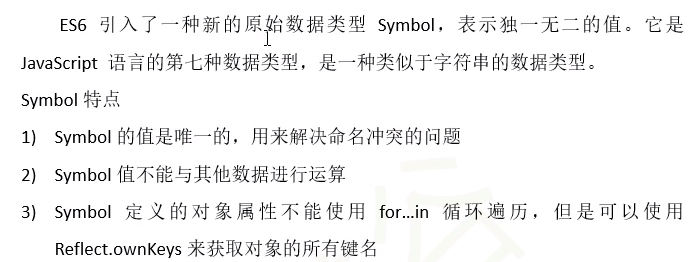 ES6 引入了一种新的原始数据类型 Symbol，表示独一无二的值。它是
JavaScript 语言的第七种数据类型，是一种类似于字符串的数据类型。
Symbol 特点
1) Symbol 的值是唯一的，用来解决命名冲突的问题
2) Symbol 值不能与其他数据进行运算
3) Symbol 定义的对象属性不能使用 for…in 循环遍历，但是可以使用
Reflect.ownKeys 来获取对象的所有键名